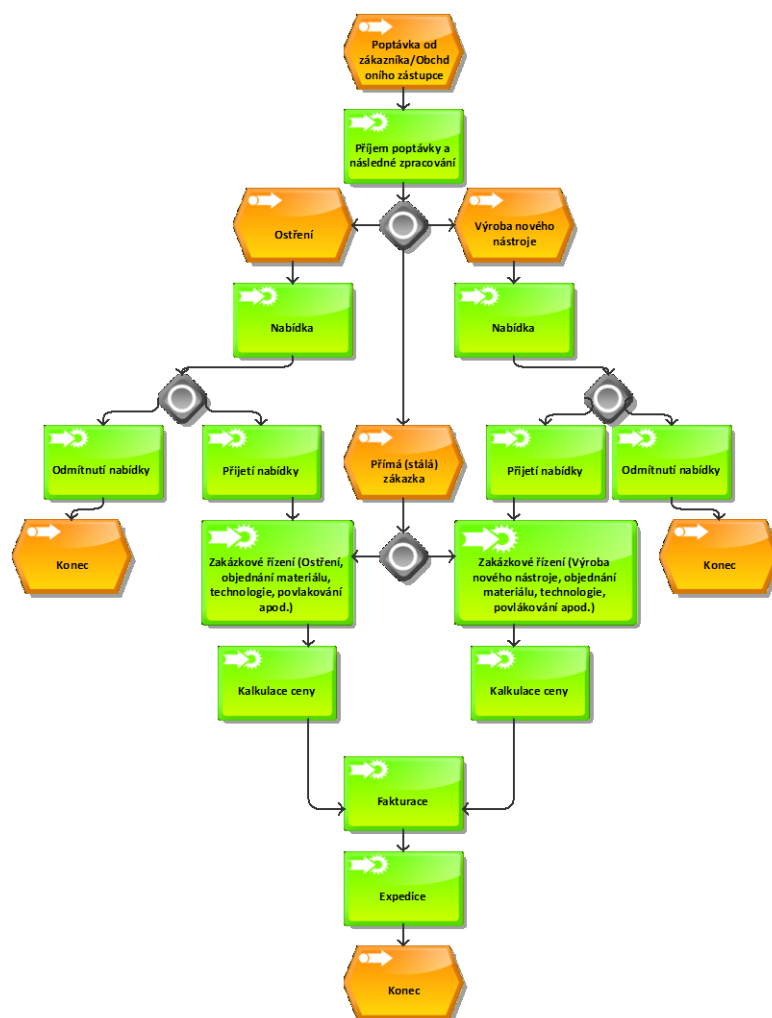 Poptávka od
zákazníka/Obchd
oního zástupce
Příjem poptávky a
následné zpracování
Ostření
Výroba nového
nástroje
Nabídka
Nabídka
Odmítnutí nabídky
Přijetí nabídky
Přímá (stálá)
zákazka
Přijetí nabídky
Odmítnutí nabídky
Konec
Zakázkové řízení (Ostření,
objednání materiálu,
technologie, povlakování
apod.)
Zakázkové řízení (Výroba
nového nástroje, objednání
materiálu, technologie,
povlákování apod.)
Konec
Kalkulace ceny
Kalkulace ceny
Fakturace
Expedice
Konec